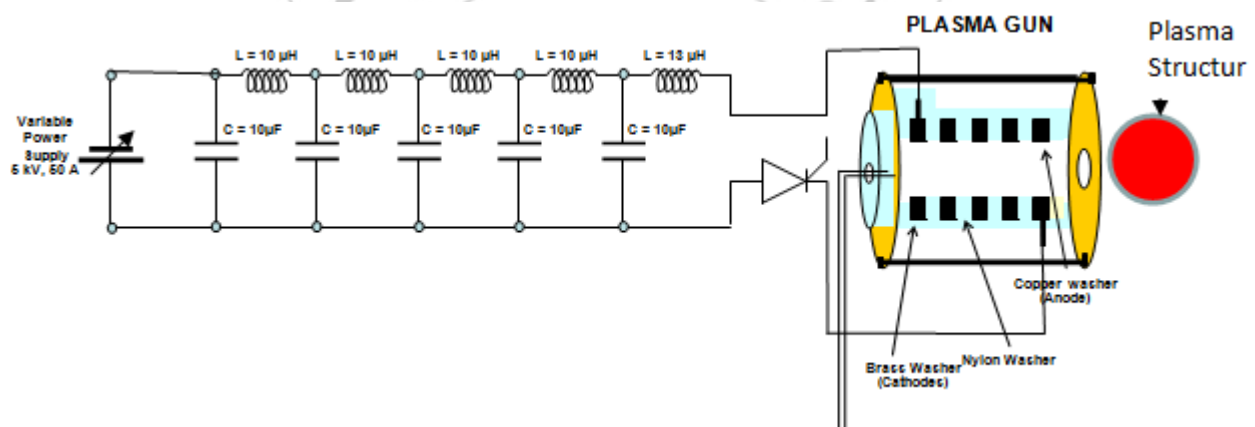 PLASMA GUN
Plasma
Structur
L = 10 µH
L = 10 µH
L = 10 µH
L = 10 µH
L = 13 µH
Variable
Power
Supply
5 kV, 50 A
C = 10µF
C = 10µF
C = 10µF
C = 10µF
C = 10µF
Copper washer
(Anode)
Brass Washer
(Cathodes)
Nylon Washer